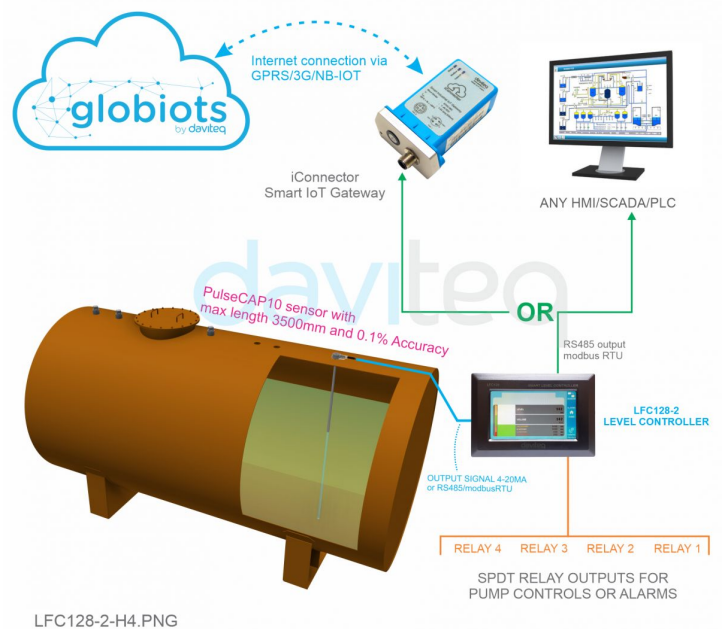 globiots
by daviteq
Internet connection via
GPRS/3G/NB-IOT
iConnector
Smart IoT Gateway
ANY HMI/SCADA/PLC
daviteq
PulseCAP10 sensor with
max length 3500mm and 0.1% Accuracy
OR
RS485 output
modbus RTU
LFC128-2
LEVEL CONTROLLER
OUTPUT SIGNAL 4-20MA
or RS485/modbusRTU
RELAY 4 RELAY 3 RELAY 2 RELAY 1
SPDT RELAY OUTPUTS FOR
PUMP CONTROLS OR ALARMS
LFC128-2-H4.PNG